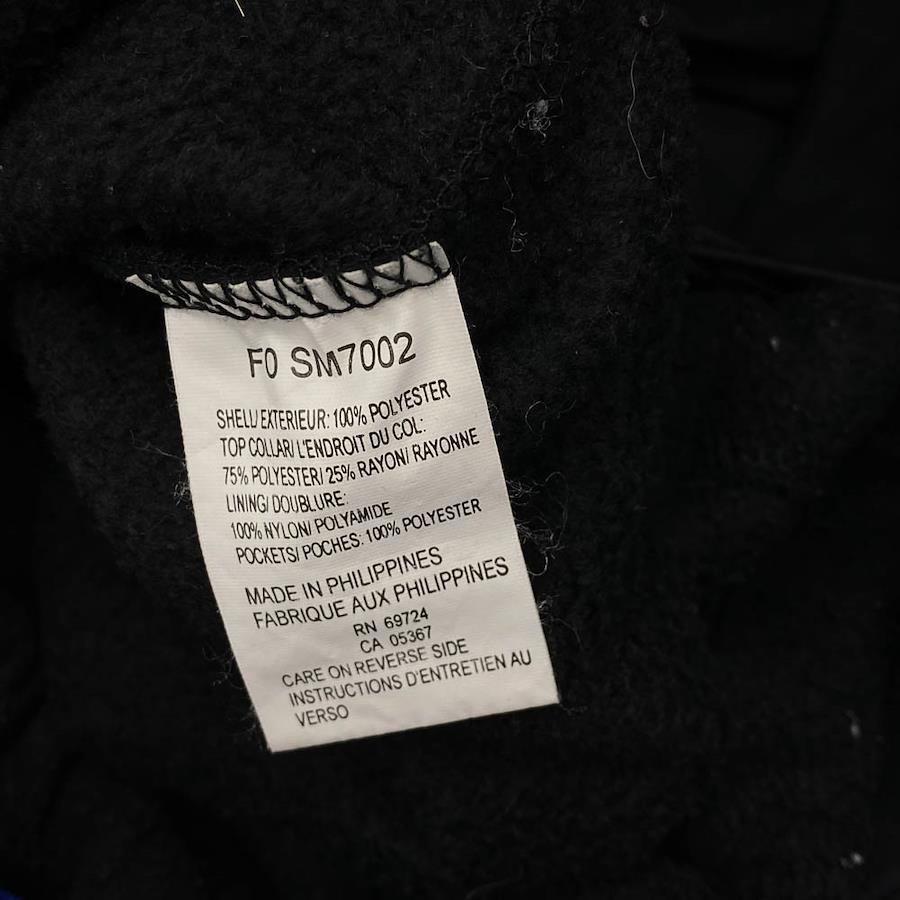 F0 SM7002
SHELL/EXTERIEUR: 100% POLYESTER
TOP COLLAR/ L'ENDROIT DU COL:
75% POLYESTER/ 25% RAYON/ RAYONNE
LINING/ DOUBLURE:
100% NYLON/ POLYAMIDE
POCKETS/ POCHES: 100% POLYESTER
MADE IN PHILIPPINES
FABRIQUE AUX PHILIPPINES
RN 69724
CA 05367
CARE ON REVERSE SIDE
INSTRUCTIONS D'ENTRETIEN AU
VERSO